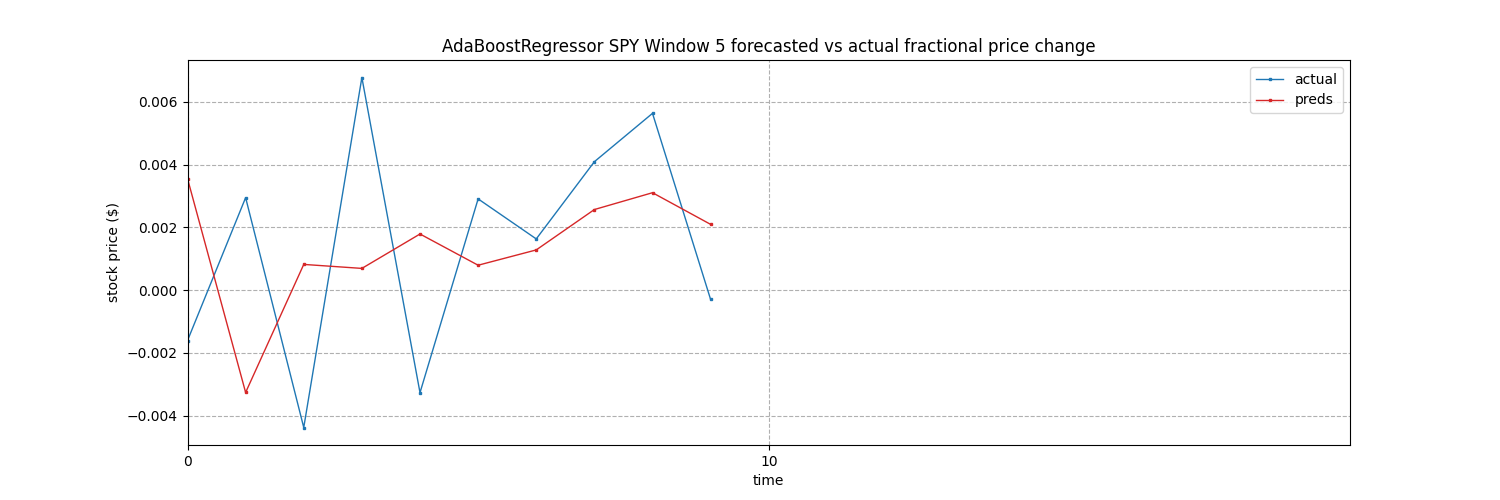 AdaBoostRegressor SPY Window 5 forecasted vs actual fractional price change
actual
preds
0.006
0.004
0.002
0.000
−0.002
−0.004
stock price ($)
0
10
time